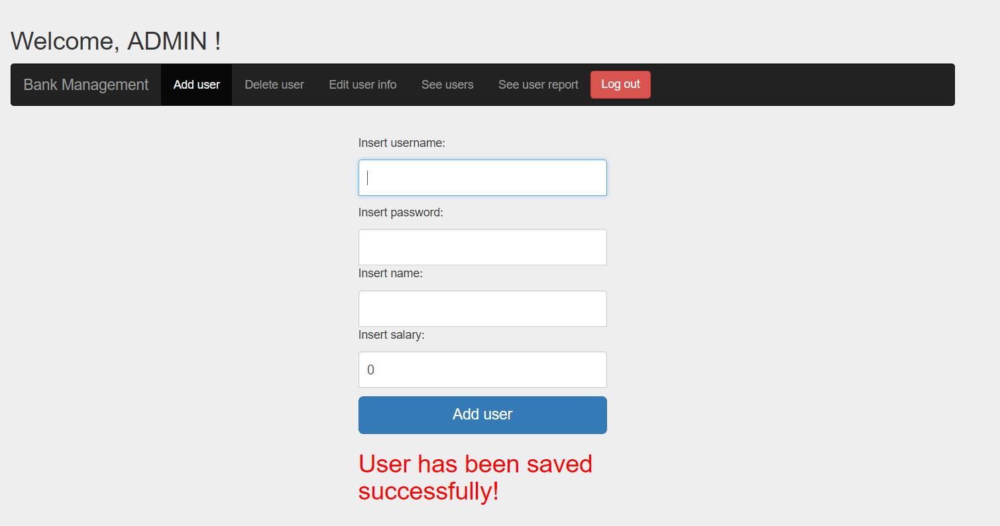 Welcome, ADMIN !
Bank Management Add user Delete user Edit user info See users See user report Log out
Insert username:
Insert password:
Insert name:
Insert salary:
0
Add user
User has been saved
successfully!